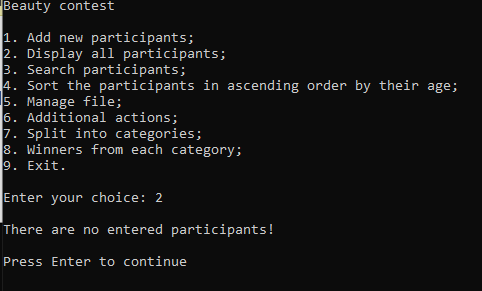 Beauty contest
1. Add new participants;
2. Display all participants;
3. Search participants;
4. Sort the participants in ascending order by their age;
5. Manage file;
6. Additional actions;
7. Split into categories;
8. Winners from each category;
9. Exit.
Enter your choice: 2
There are no entered participants!
Press Enter to continue